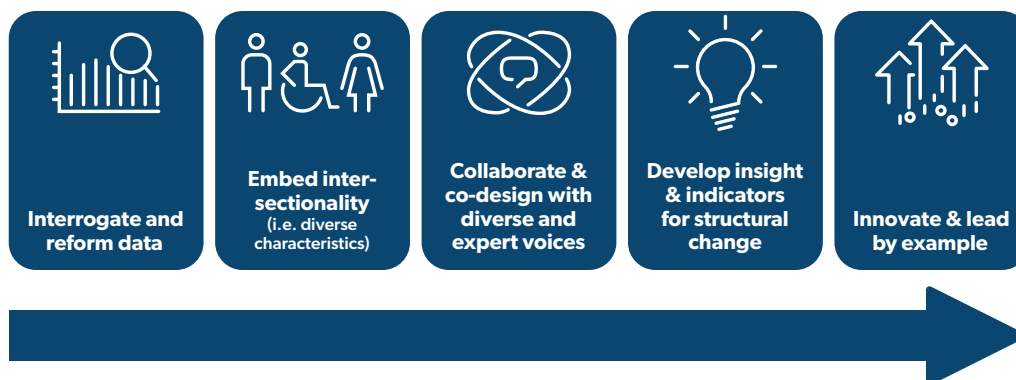 Interrogate and
reform data
Embed inter-
sectionality
(i.e. diverse
characteristics)
Collaborate &
co-design with
diverse and
expert voices
Develop insight
& indicators
for structural
change
Innovate & lead
by example